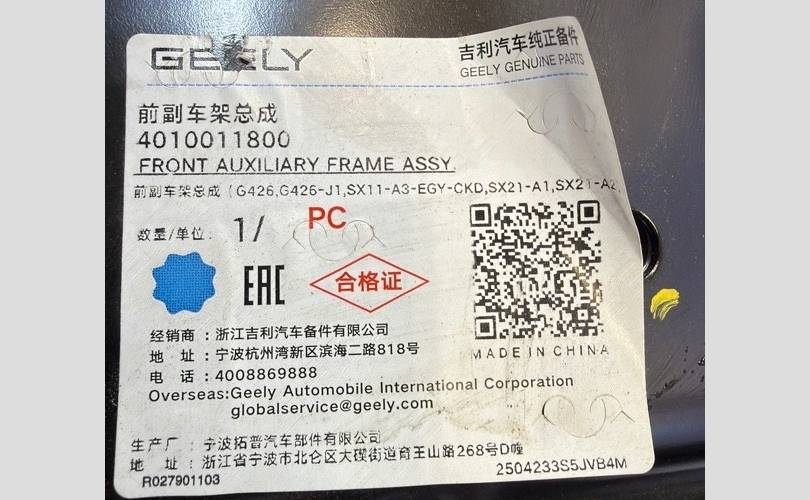 GEELY
吉利汽车纯正备件
GEELY GENUINE PARTS
前副车架总成
4010011800
FRONT AUXILIARY FRAME ASSY.
前副车架总成（G426,G426-J1,SX11-A3-EGY-CKD,SX21-A1,SX21-A2,
数量/单位: 1/ PC
EAC
合格证
经销商：浙江吉利汽车备件有限公司
地 址：宁波杭州湾新区滨海二路818号
电 话：4008869888
MADE IN CHINA
Overseas:Geely Automobile International Corporation
globalservice@geely.com
生产厂：宁波拓普汽车部件有限公司
地 址：浙江省宁波市北仑区大碶街道育王山路268号D幢
R027901103
2504233S5JVB4M